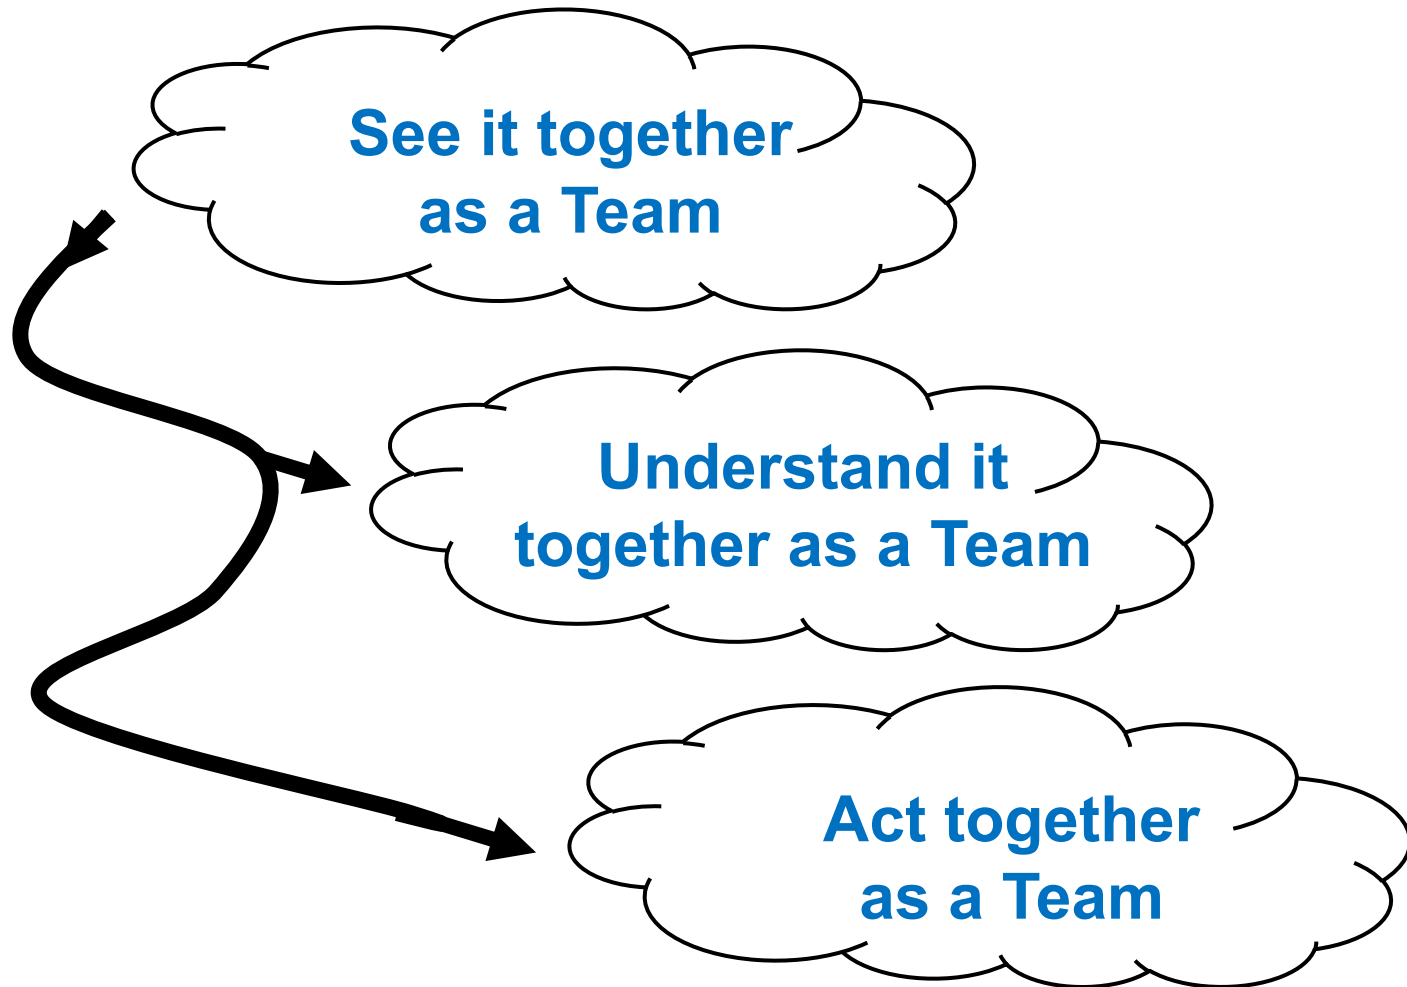 See it together
as a Team
Understand it
together as a Team
Act together
as a Team